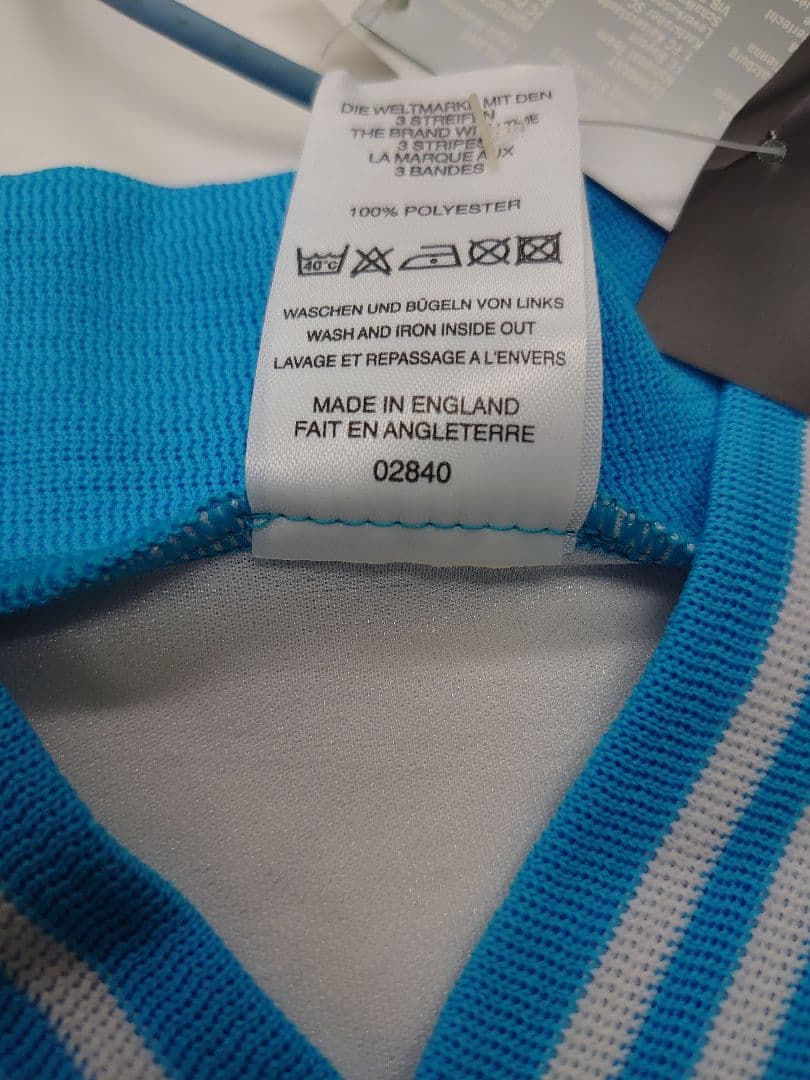 DIE WELTMARKE MIT DEN
3 STREIFEN
THE BRAND WITH THE
3 STRIPES
LA MARQUE AUX
3 BANDES
100% POLYESTER
40°C
WASCHEN UND BÜGELN VON LINKS
WASH AND IRON INSIDE OUT
LAVAGE ET REPASSAGE A L'ENVERS
MADE IN ENGLAND
FAIT EN ANGLETERRE
02840